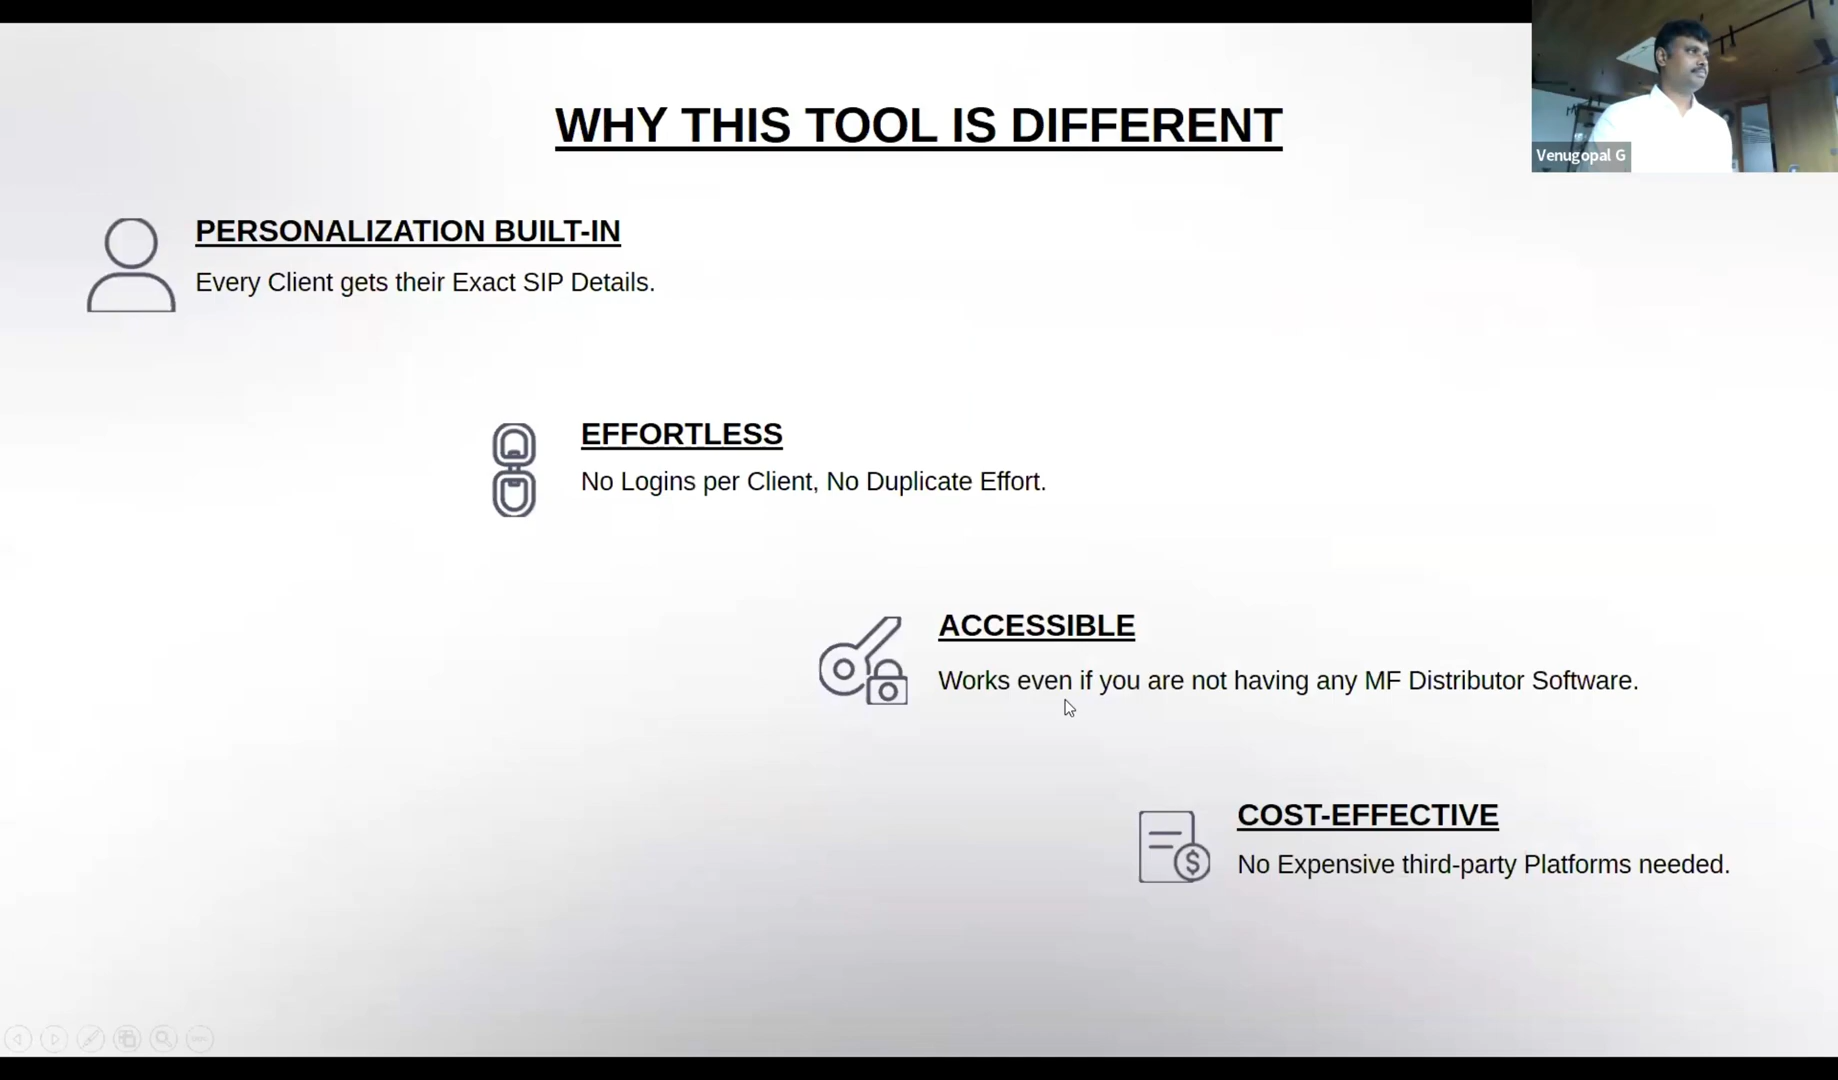 WHY THIS TOOL IS DIFFERENT
Venugopal G
PERSONALIZATION BUILT-IN
Every Client gets their Exact SIP Details.
EFFORTLESS
No Logins per Client, No Duplicate Effort.
ACCESSIBLE
Works even if you are not having any MF Distributor Software.
COST-EFFECTIVE
$
No Expensive third-party Platforms needed.